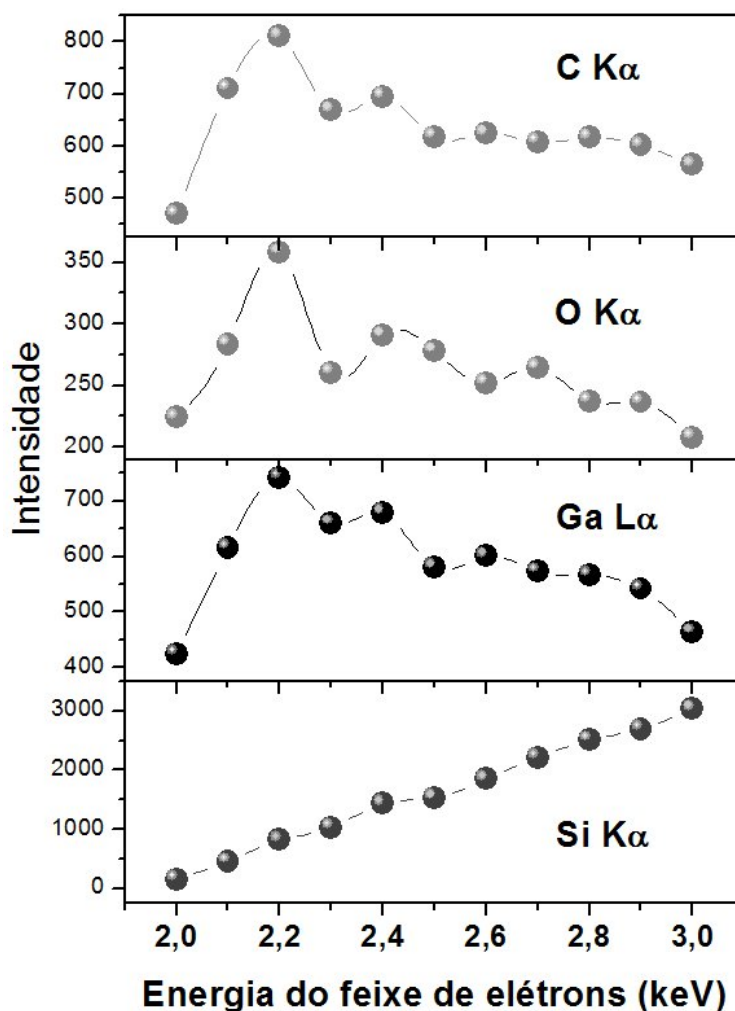 Intensidade
800
700
600
500
C Kα
350
300
250
200
O Kα
700
600
500
400
Ga Lα
3000
2000
1000
0
Si Kα
2,0 2,2 2,4 2,6 2,8 3,0
Energia do feixe de elétrons (keV)